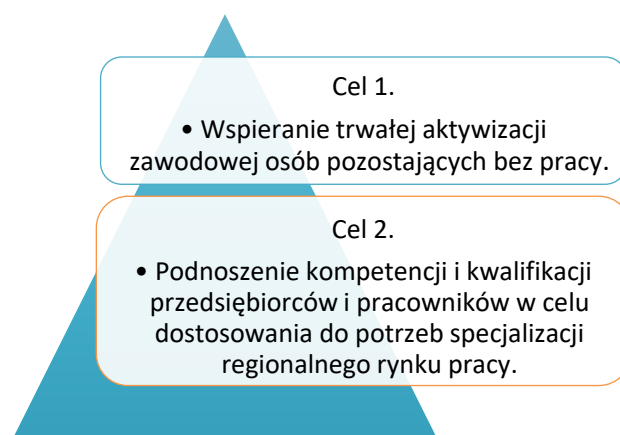 Cel 1.
• Wspieranie trwałej aktywizacji
zawodowej osób pozostających bez pracy.
Cel 2.
• Podnoszenie kompetencji i kwalifikacji
przedsiębiorców i pracowników w celu
dostosowania do potrzeb specjalizacji
regionalnego rynku pracy.